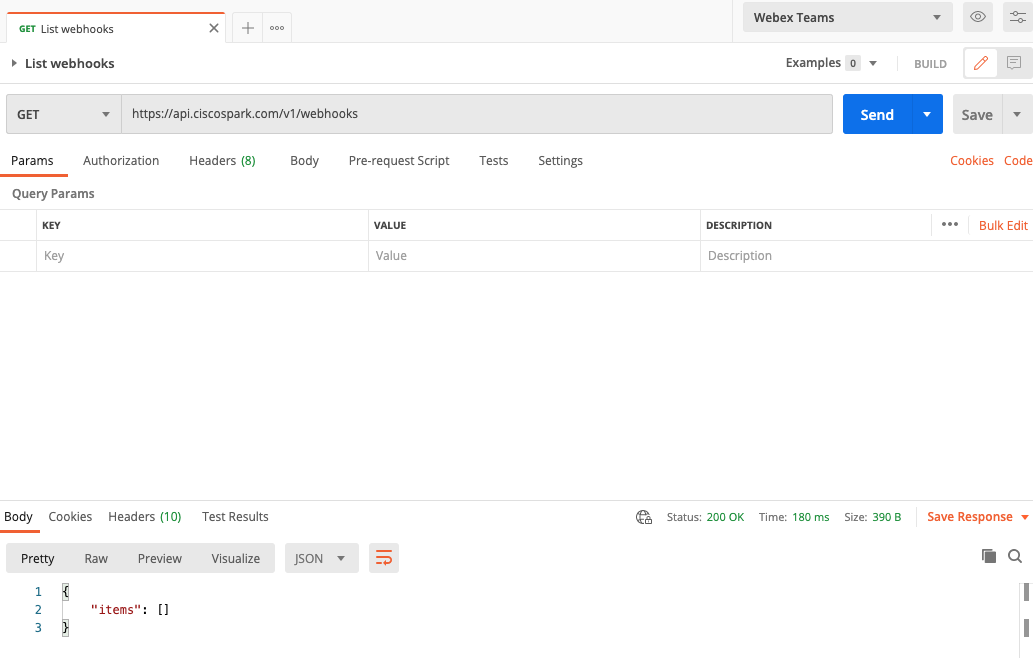 GET List webhooks
Webex Teams
List webhooks
Examples 0 BUILD
GET https://api.ciscospark.com/v1/webhooks Send Save
Params Authorization Headers (8) Body Pre-request Script Tests Settings Cookies Code
Query Params
KEY VALUE DESCRIPTION ••• Bulk Edit
Key Value Description
Body Cookies Headers (10) Test Results Status: 200 OK Time: 180 ms Size: 390 B Save Response
Pretty Raw Preview Visualize JSON
1 {
2 "items": []
3 }